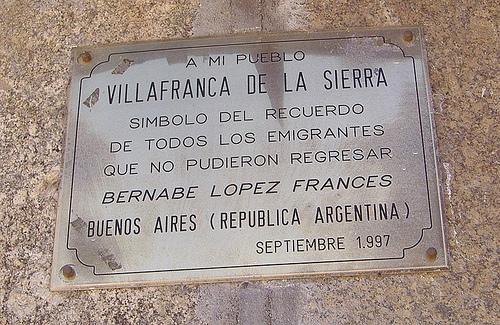 A MI PUEBLO
VILLAFRANCA DE LA SIERRA
SIMBOLO DEL RECUERDO
DE TODOS LOS EMIGRANTES
QUE NO PUDIERON REGRESAR
BERNABE LOPEZ FRANCES
BUENOS AIRES (REPUBLICA ARGENTINA)
SEPTIEMBRE 1.997